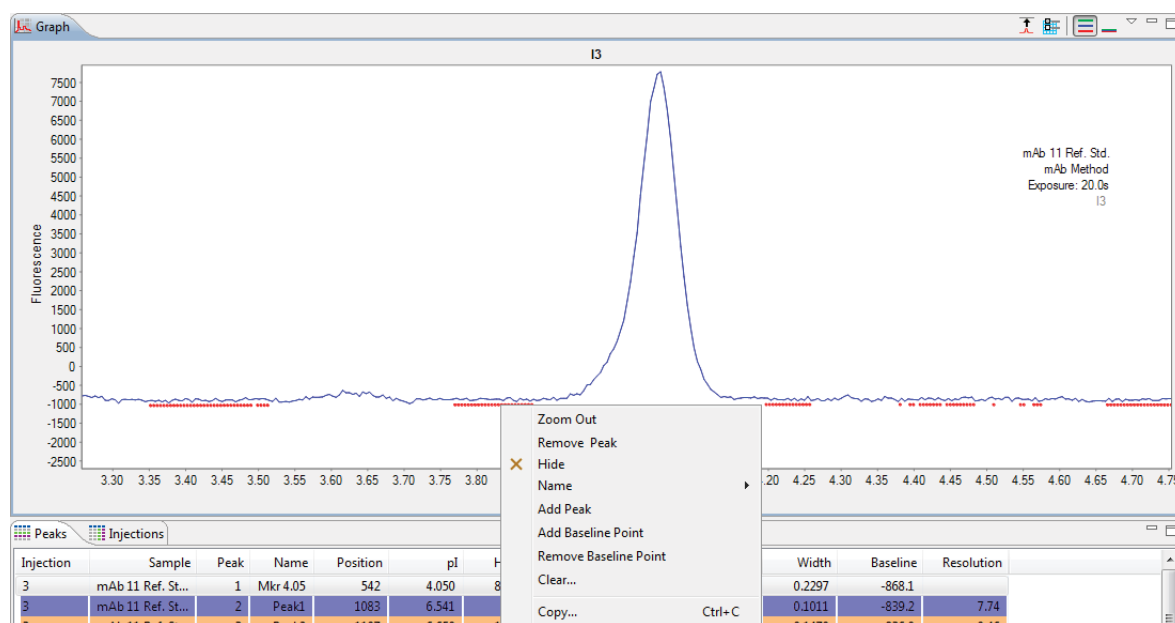 Graph
I3
7500
7000
6500
6000
5500
5000
4500
4000
3500
3000
2500
2000
1500
1000
500
0
-500
-1000
-1500
-2000
-2500
Fluorescence
mAb 11 Ref. Std.
mAb Method
Exposure: 20.0s
I3
3.30 3.35 3.40 3.45 3.50 3.55 3.60 3.65 3.70 3.75 3.80 4.25 4.30 4.35 4.40 4.45 4.50 4.55 4.60 4.65 4.70
Zoom Out
Remove Peak
Hide
Name
Add Peak
Add Baseline Point
Remove Baseline Point
Clear...
Copy... Ctrl+C
Peaks Injections
Injection Sample Peak Name Position pI Width Baseline Resolution
3 mAb 11 Ref. St... 1 Mkr 4.05 542 4.050 0.2297 -868.1
3 mAb 11 Ref. St... 2 Peak1 1083 6.541 0.1011 -839.2 7.74